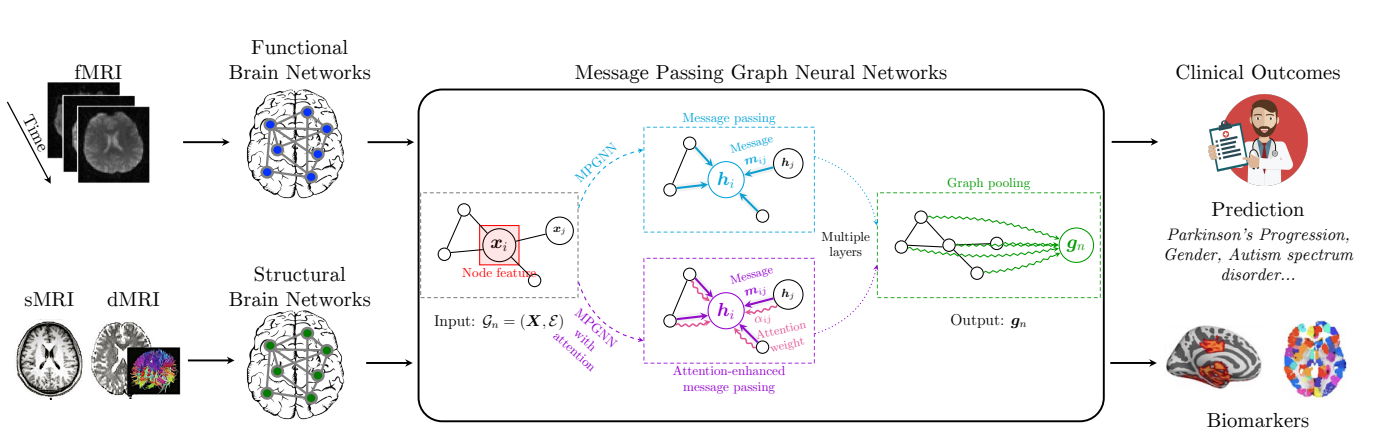 fMRI
Time
Functional
Brain Networks
sMRI
dMRI
Structural
Brain Networks
Message Passing Graph Neural Networks
x_i
x_j
Node feature
Input: 𝒢_n = (X, ℰ)
MPGNN
MPGNN
with
attention
Message passing
Message
m_ij
h_i
h_j
Message
m_ij
h_i
h_j
α_ij
Attention
weight
Attention-enhanced
message passing
Multiple
layers
Graph pooling
g_n
Output: g_n
Clinical Outcomes
Prediction
Parkinson's Progression,
Gender, Autism spectrum
disorder...
Biomarkers